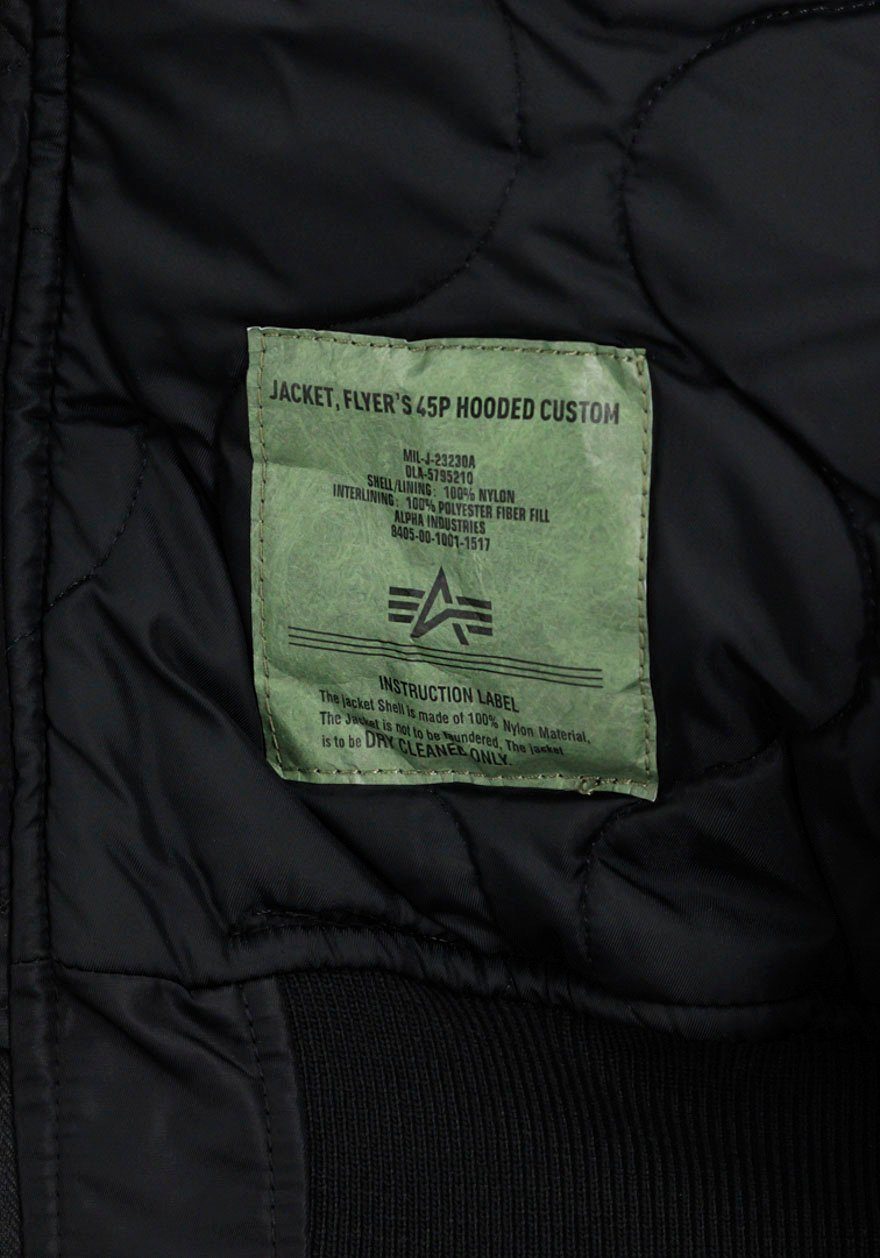 JACKET, FLYER'S 45P HOODED CUSTOM
MIL-J-23230A
DLA-5795210
SHELL/LINING: 100% NYLON
INTERLINING: 100% POLYESTER FIBER FILL
ALPHA INDUSTRIES
8405-00-1001-1517
INSTRUCTION LABEL
The jacket Shell is made of 100% Nylon Material.
The Jacket is not to be laundered. The jacket
is to be DRY CLEANED ONLY.